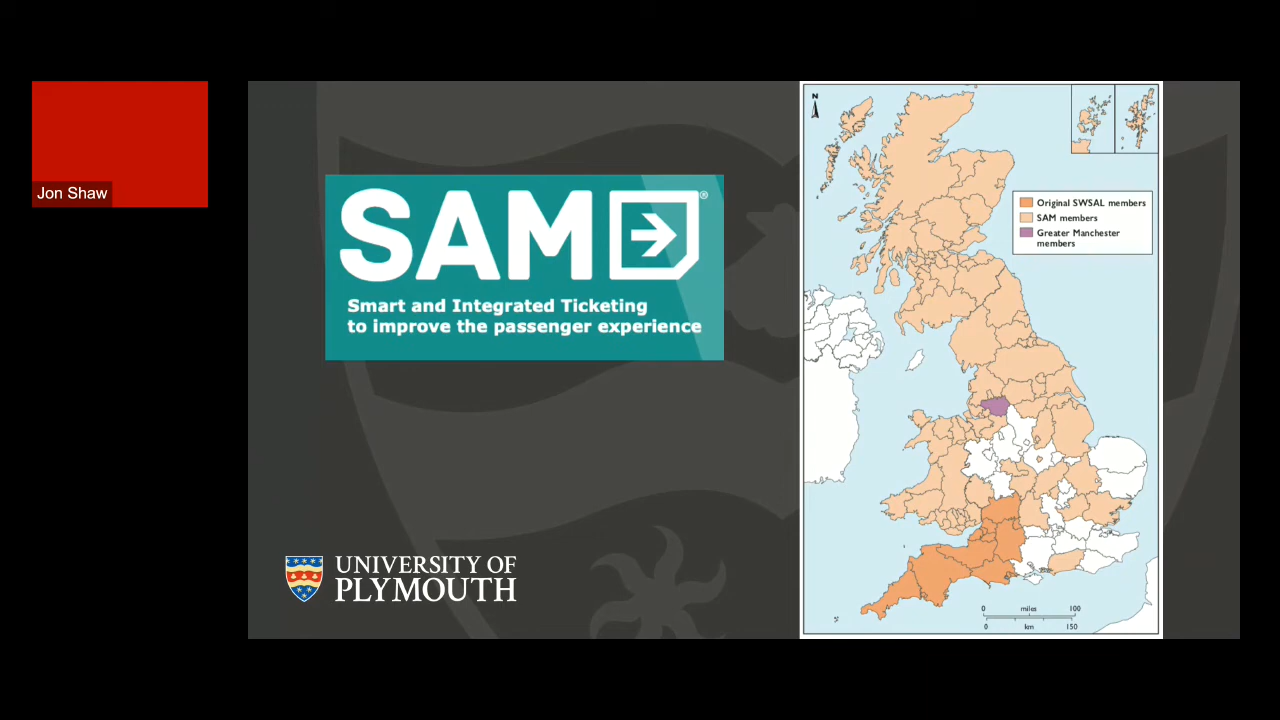 Jon Shaw
SAM
®
Smart and Integrated Ticketing
to improve the passenger experience
UNIVERSITY OF
PLYMOUTH
N
Original SWSAL members
SAM members
Greater Manchester
members
0 miles 100
0 km 150